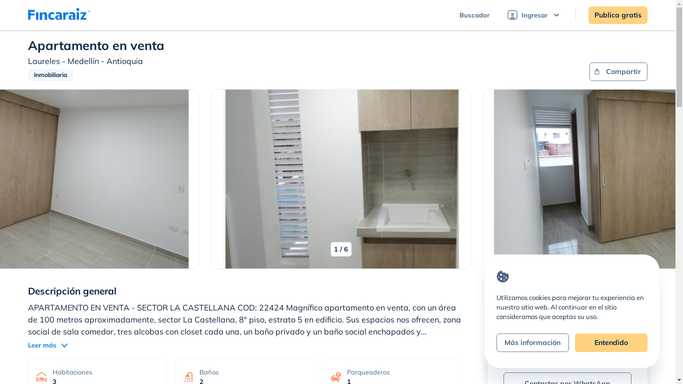 Fincaraiz
Buscador
Ingresar
Publica gratis
Apartamento en venta
Laureles - Medellín - Antioquia
Inmobiliaria
Compartir
1 / 6
Descripción general
APARTAMENTO EN VENTA - SECTOR LA CASTELLANA COD: 22424 Magnífico apartamento en venta, con un área
de 100 metros aproximadamente, sector La Castellana, 8° piso, estrato 5 en edificio. Sus espacios nos ofrecen, zona
social de sala comedor, tres alcobas con closet cada una, un baño privado y un baño social enchapados y...
Leer más
Habitaciones
3
Baños
2
Parqueaderos
1
Utilizamos cookies para mejorar tu experiencia en
nuestro sitio web. Al continuar en el sitio
consideramos que aceptas su uso.
Más información
Entendido
Contactar por WhatsApp